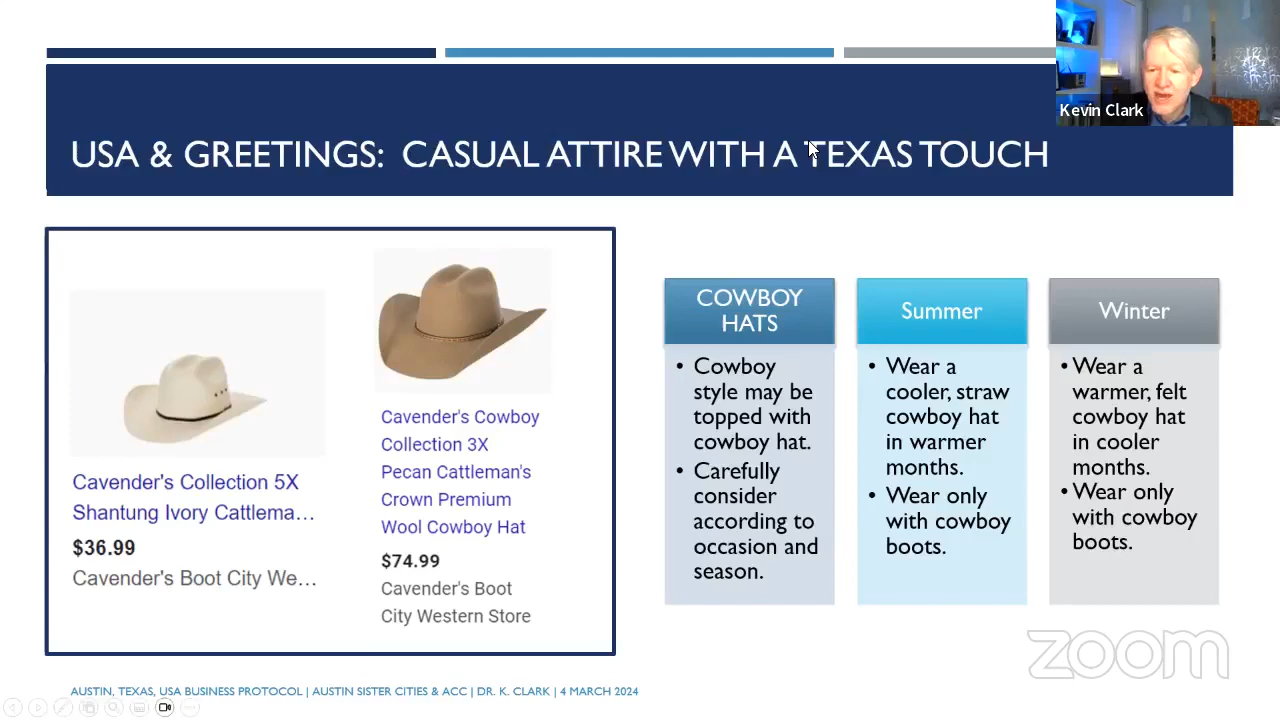 Kevin Clark
USA & GREETINGS: CASUAL ATTIRE WITH A TEXAS TOUCH
Cavender's Collection 5X
Shantung Ivory Cattlema…
$36.99
Cavender's Boot City We…
Cavender's Cowboy
Collection 3X
Pecan Cattleman's
Crown Premium
Wool Cowboy Hat
$74.99
Cavender's Boot
City Western Store
COWBOY
HATS
• Cowboy
style may be
topped with
cowboy hat.
• Carefully
consider
according to
occasion and
season.
Summer
• Wear a
cooler, straw
cowboy hat
in warmer
months.
• Wear only
with cowboy
boots.
Winter
• Wear a
warmer, felt
cowboy hat
in cooler
months.
• Wear only
with cowboy
boots.
zoom
AUSTIN, TEXAS, USA BUSINESS PROTOCOL | AUSTIN SISTER CITIES & ACC | DR. K. CLARK | 4 MARCH 2024